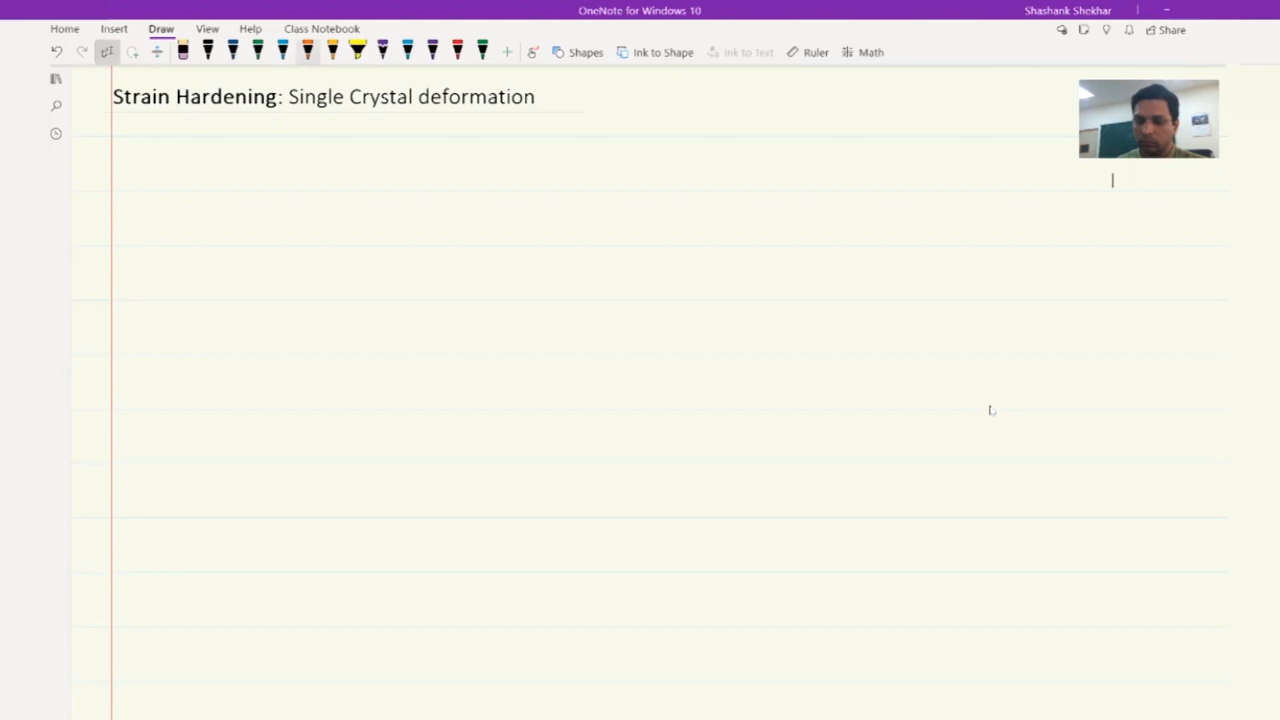 OneNote for Windows 10
Shashank Shekhar
Home Insert Draw View Help Class Notebook
Share
Shapes Ink to Shape Ink to Text Ruler Math
Strain Hardening: Single Crystal deformation